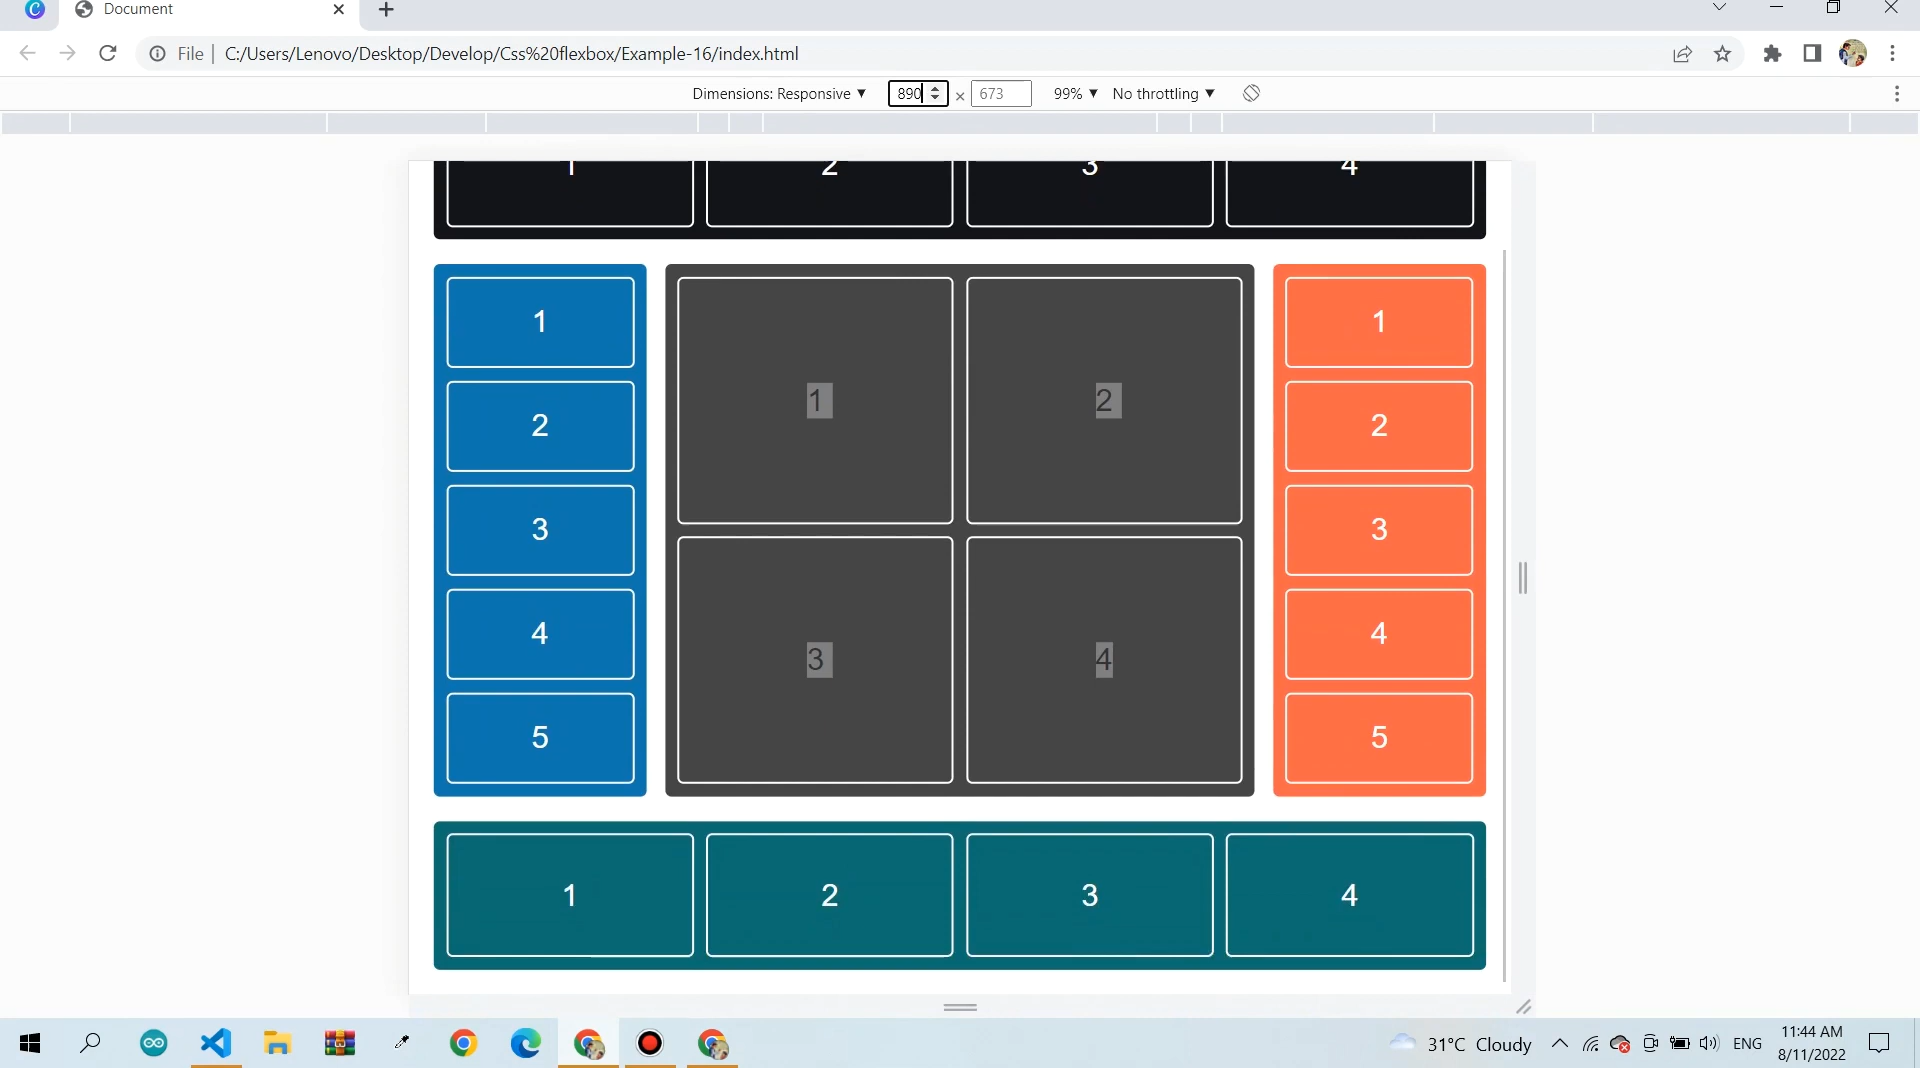 Document
File | C:/Users/Lenovo/Desktop/Develop/Css%20flexbox/Example-16/index.html
Dimensions: Responsive ▼ 890 × 673 99% ▼ No throttling ▼
1 2 3 4
1 1
1 2
2 2
3 3
3 4
4 4
5 5
1 2 3 4
31°C Cloudy ENG 11:44 AM
8/11/2022